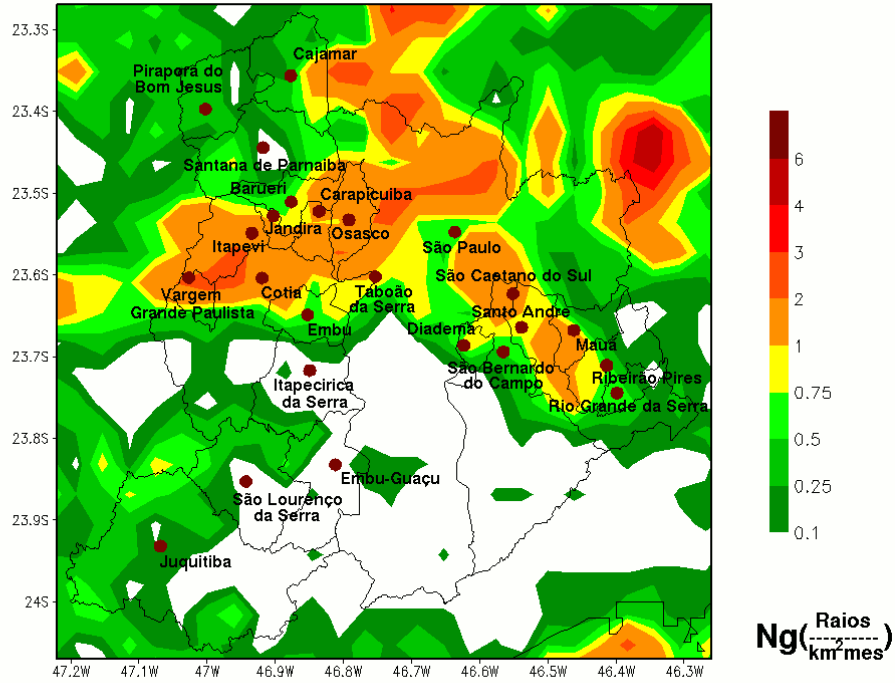 23.3S
Cajamar
Pirapora do
Bom Jesus
23.4S
Santana de Parnaiba
6
Barueri
Carapicuiba
23.5S
4
Jandira
Osasco
Itapevi
São Paulo
3
23.6S
São Caetano do Sul
Vargem
Grande Paulista
Cotia
Taboão
da Serra
2
Santo Andre
Embu
Diadema
Mauá
1
23.7S
São Bernardo
do Campo
Ribeirão Pires
Itapecirica
da Serra
0.75
Rio Grande da Serra
23.8S
0.5
Embu-Guaçu
0.25
São Lourenço
da Serra
23.9S
0.1
Juquitiba
24S
Ng(Raios
km²mes)
47.2W 47.1W 47W 46.9W 46.8W 46.7W 46.6W 46.5W 46.4W 46.3W